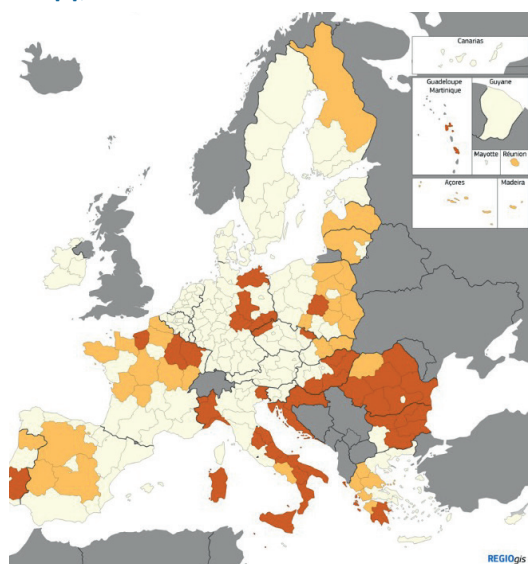 Canarias
Guadeloupe
Martinique
Guyane
Mayotte
Réunion
Açores
Madeira
REGIOgis